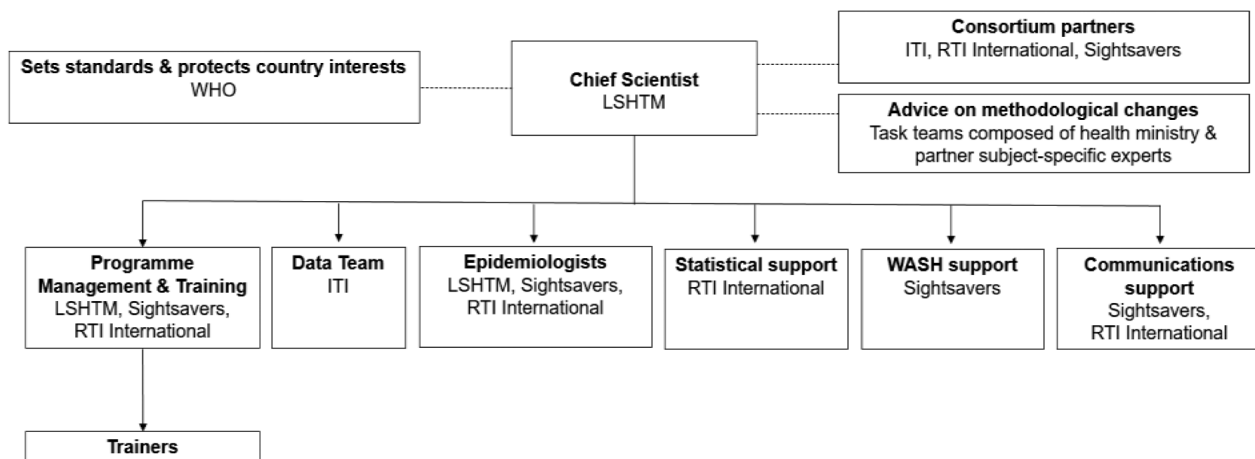 Consortium partners
ITI, RTI International, Sightsavers
Sets standards & protects country interests
WHO
Chief Scientist
LSHTM
Advice on methodological changes
Task teams composed of health ministry &
partner subject-specific experts
Programme
Management & Training
LSHTM, Sightsavers,
RTI International
Data Team
ITI
Epidemiologists
LSHTM, Sightsavers,
RTI International
Statistical support
RTI International
WASH support
Sightsavers
Communications
support
Sightsavers,
RTI International
Trainers